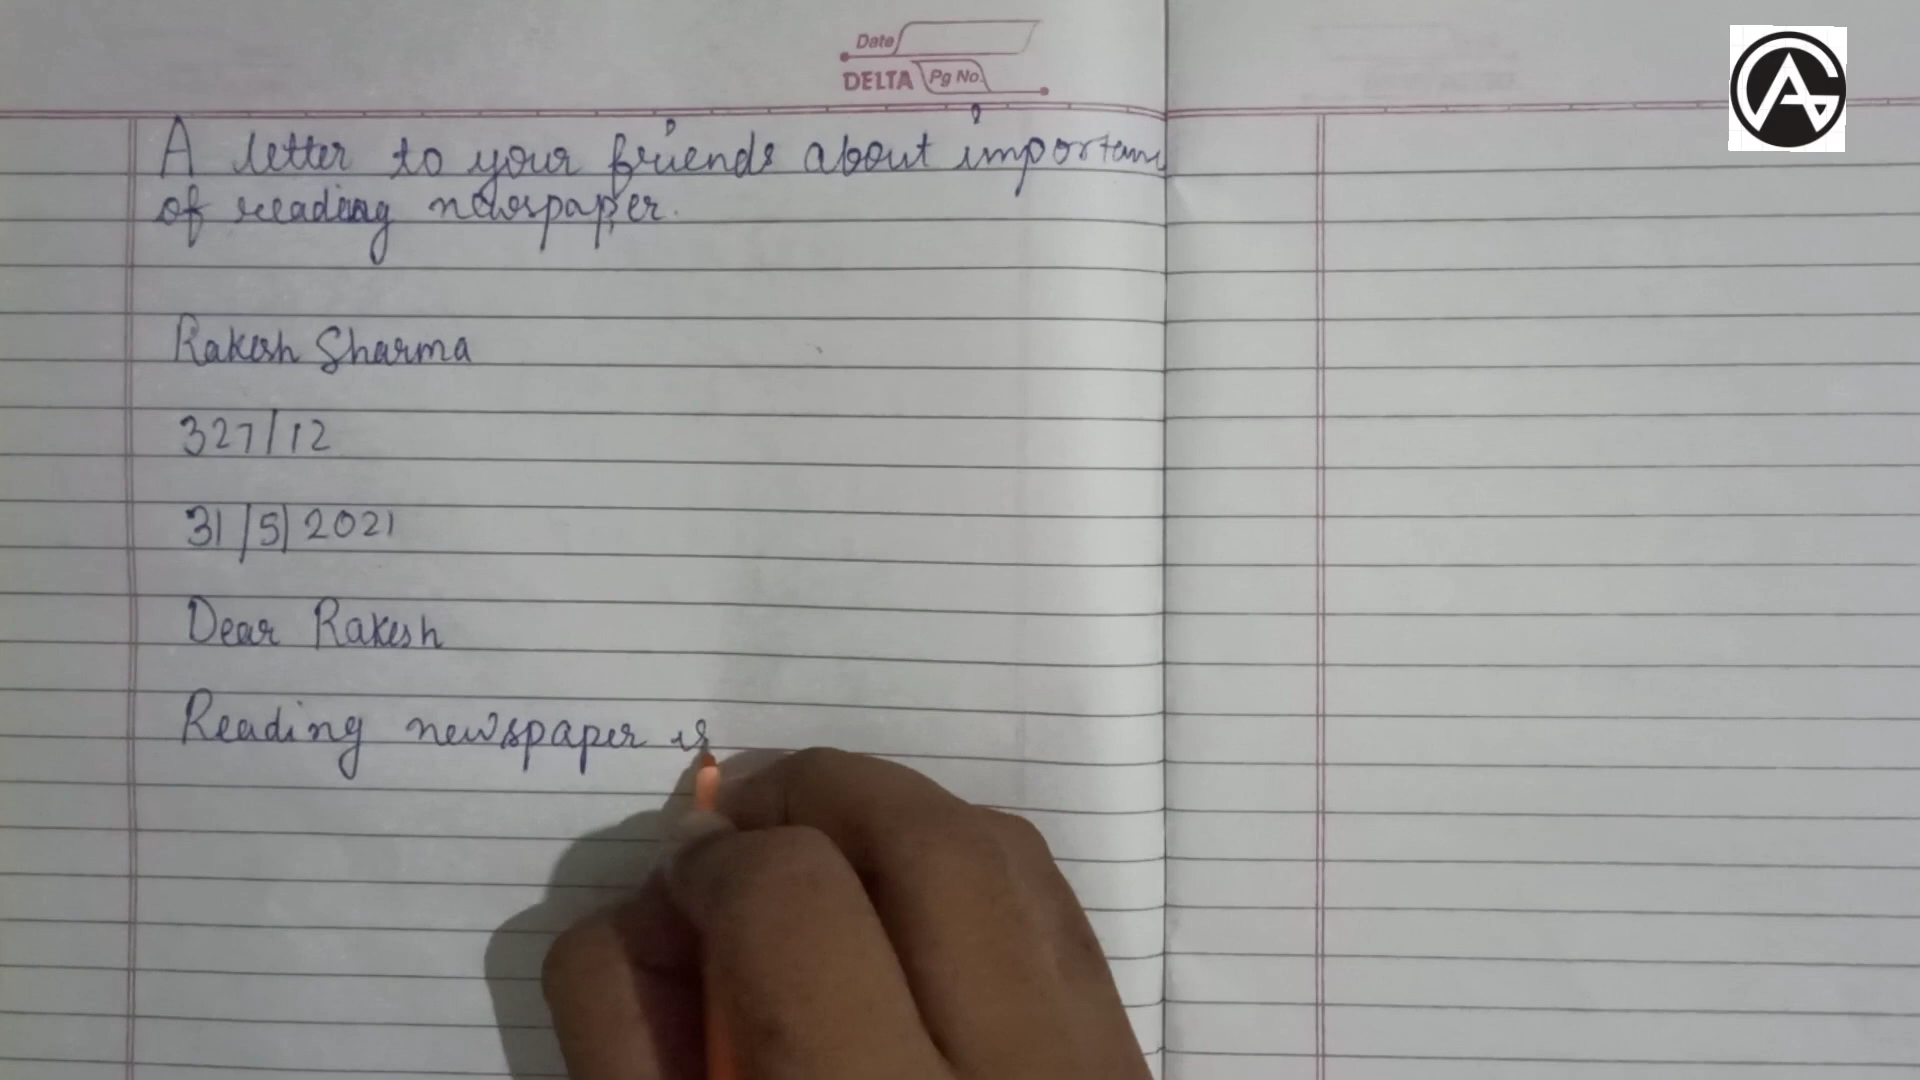 Date
DELTA Pg No.
A letter to your friends about importanc
of reading newspaper.
Rakesh Sharma
327/12
31/5/2021
Dear Rakesh
Reading newspaper is